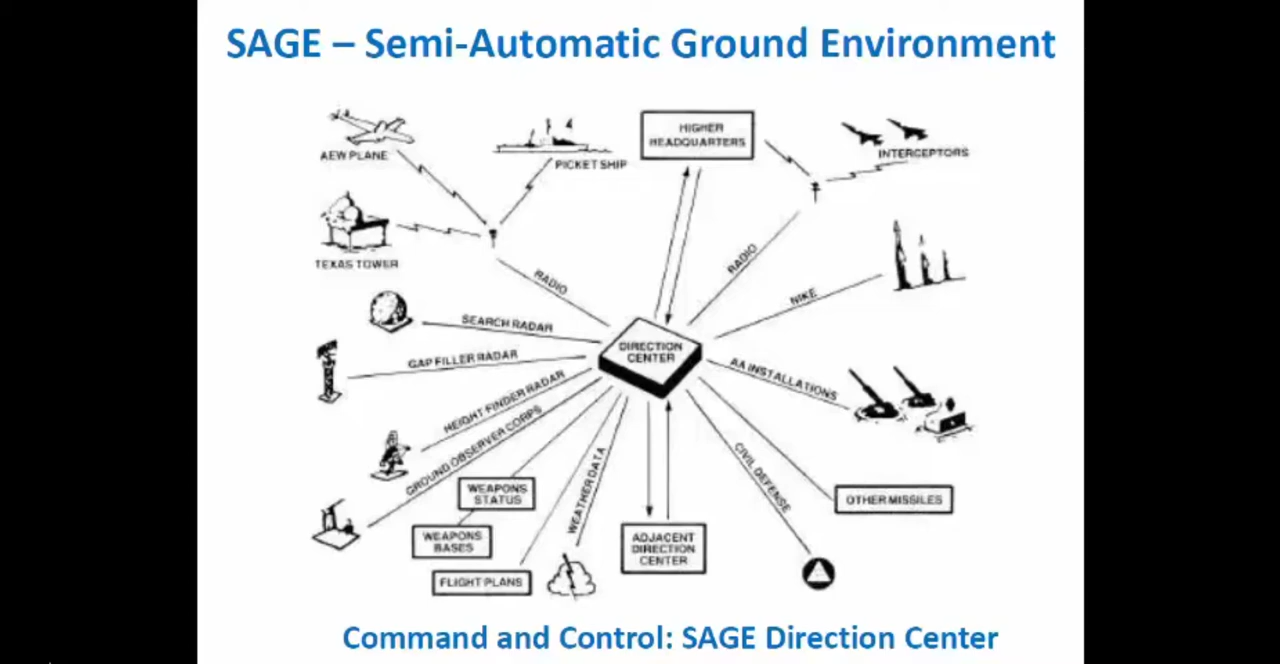 SAGE – Semi-Automatic Ground Environment
HIGHER
HEADQUARTERS
AEW PLANE
PICKET SHIP
INTERCEPTORS
TEXAS TOWER
RADIO
RADIO
NIKE
SEARCH RADAR
DIRECTION
CENTER
GAP FILLER RADAR
AA INSTALLATIONS
HEIGHT FINDER RADAR
GROUND OBSERVER CORPS
WEAPONS
STATUS
WEATHER DATA
CIVIL DEFENSE
OTHER MISSILES
WEAPONS
BASES
ADJACENT
DIRECTION
CENTER
FLIGHT PLANS
Command and Control: SAGE Direction Center